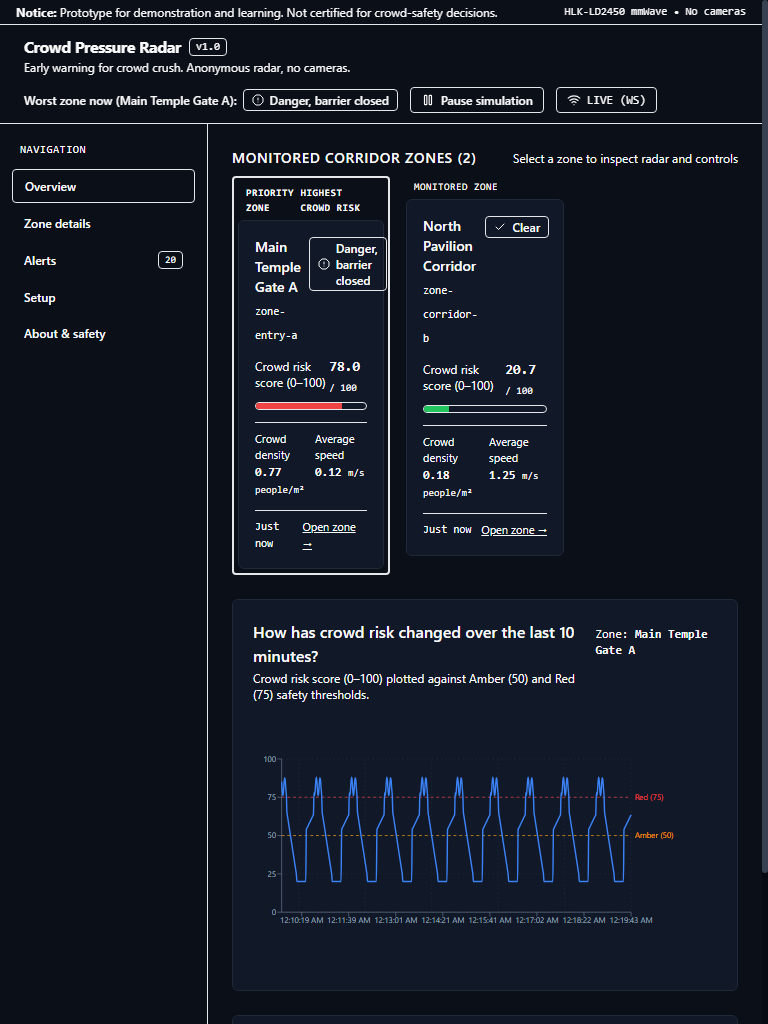 Notice: Prototype for demonstration and learning. Not certified for crowd-safety decisions.
HLK-LD2450 mmWave • No cameras
Crowd Pressure Radar
v1.0
Early warning for crowd crush. Anonymous radar, no cameras.
Worst zone now (Main Temple Gate A):
Danger, barrier closed
Pause simulation
LIVE (WS)
NAVIGATION
Overview
Zone details
Alerts
20
Setup
About & safety
MONITORED CORRIDOR ZONES (2)
Select a zone to inspect radar and controls
PRIORITY
ZONE
HIGHEST
CROWD RISK
Main
Temple
Gate A
Danger,
barrier
closed
zone-
entry-a
Crowd risk
score (0–100)
78.0
/ 100
Crowd
density
0.77
people/m²
Average
speed
0.12 m/s
Just
now
Open zone
→
MONITORED ZONE
North
Pavilion
Corridor
Clear
zone-
corridor-
b
Crowd risk
score (0–100)
20.7
/ 100
Crowd
density
0.18
people/m²
Average
speed
1.25 m/s
Just now
Open zone →
How has crowd risk changed over the last 10
minutes?
Zone: Main Temple
Gate A
Crowd risk score (0–100) plotted against Amber (50) and Red
(75) safety thresholds.
100
75
50
25
0
Red (75)
Amber (50)
12:10:19 AM
12:11:39 AM
12:13:01 AM
12:14:21 AM
12:15:41 AM
12:17:02 AM
12:18:22 AM
12:19:43 AM